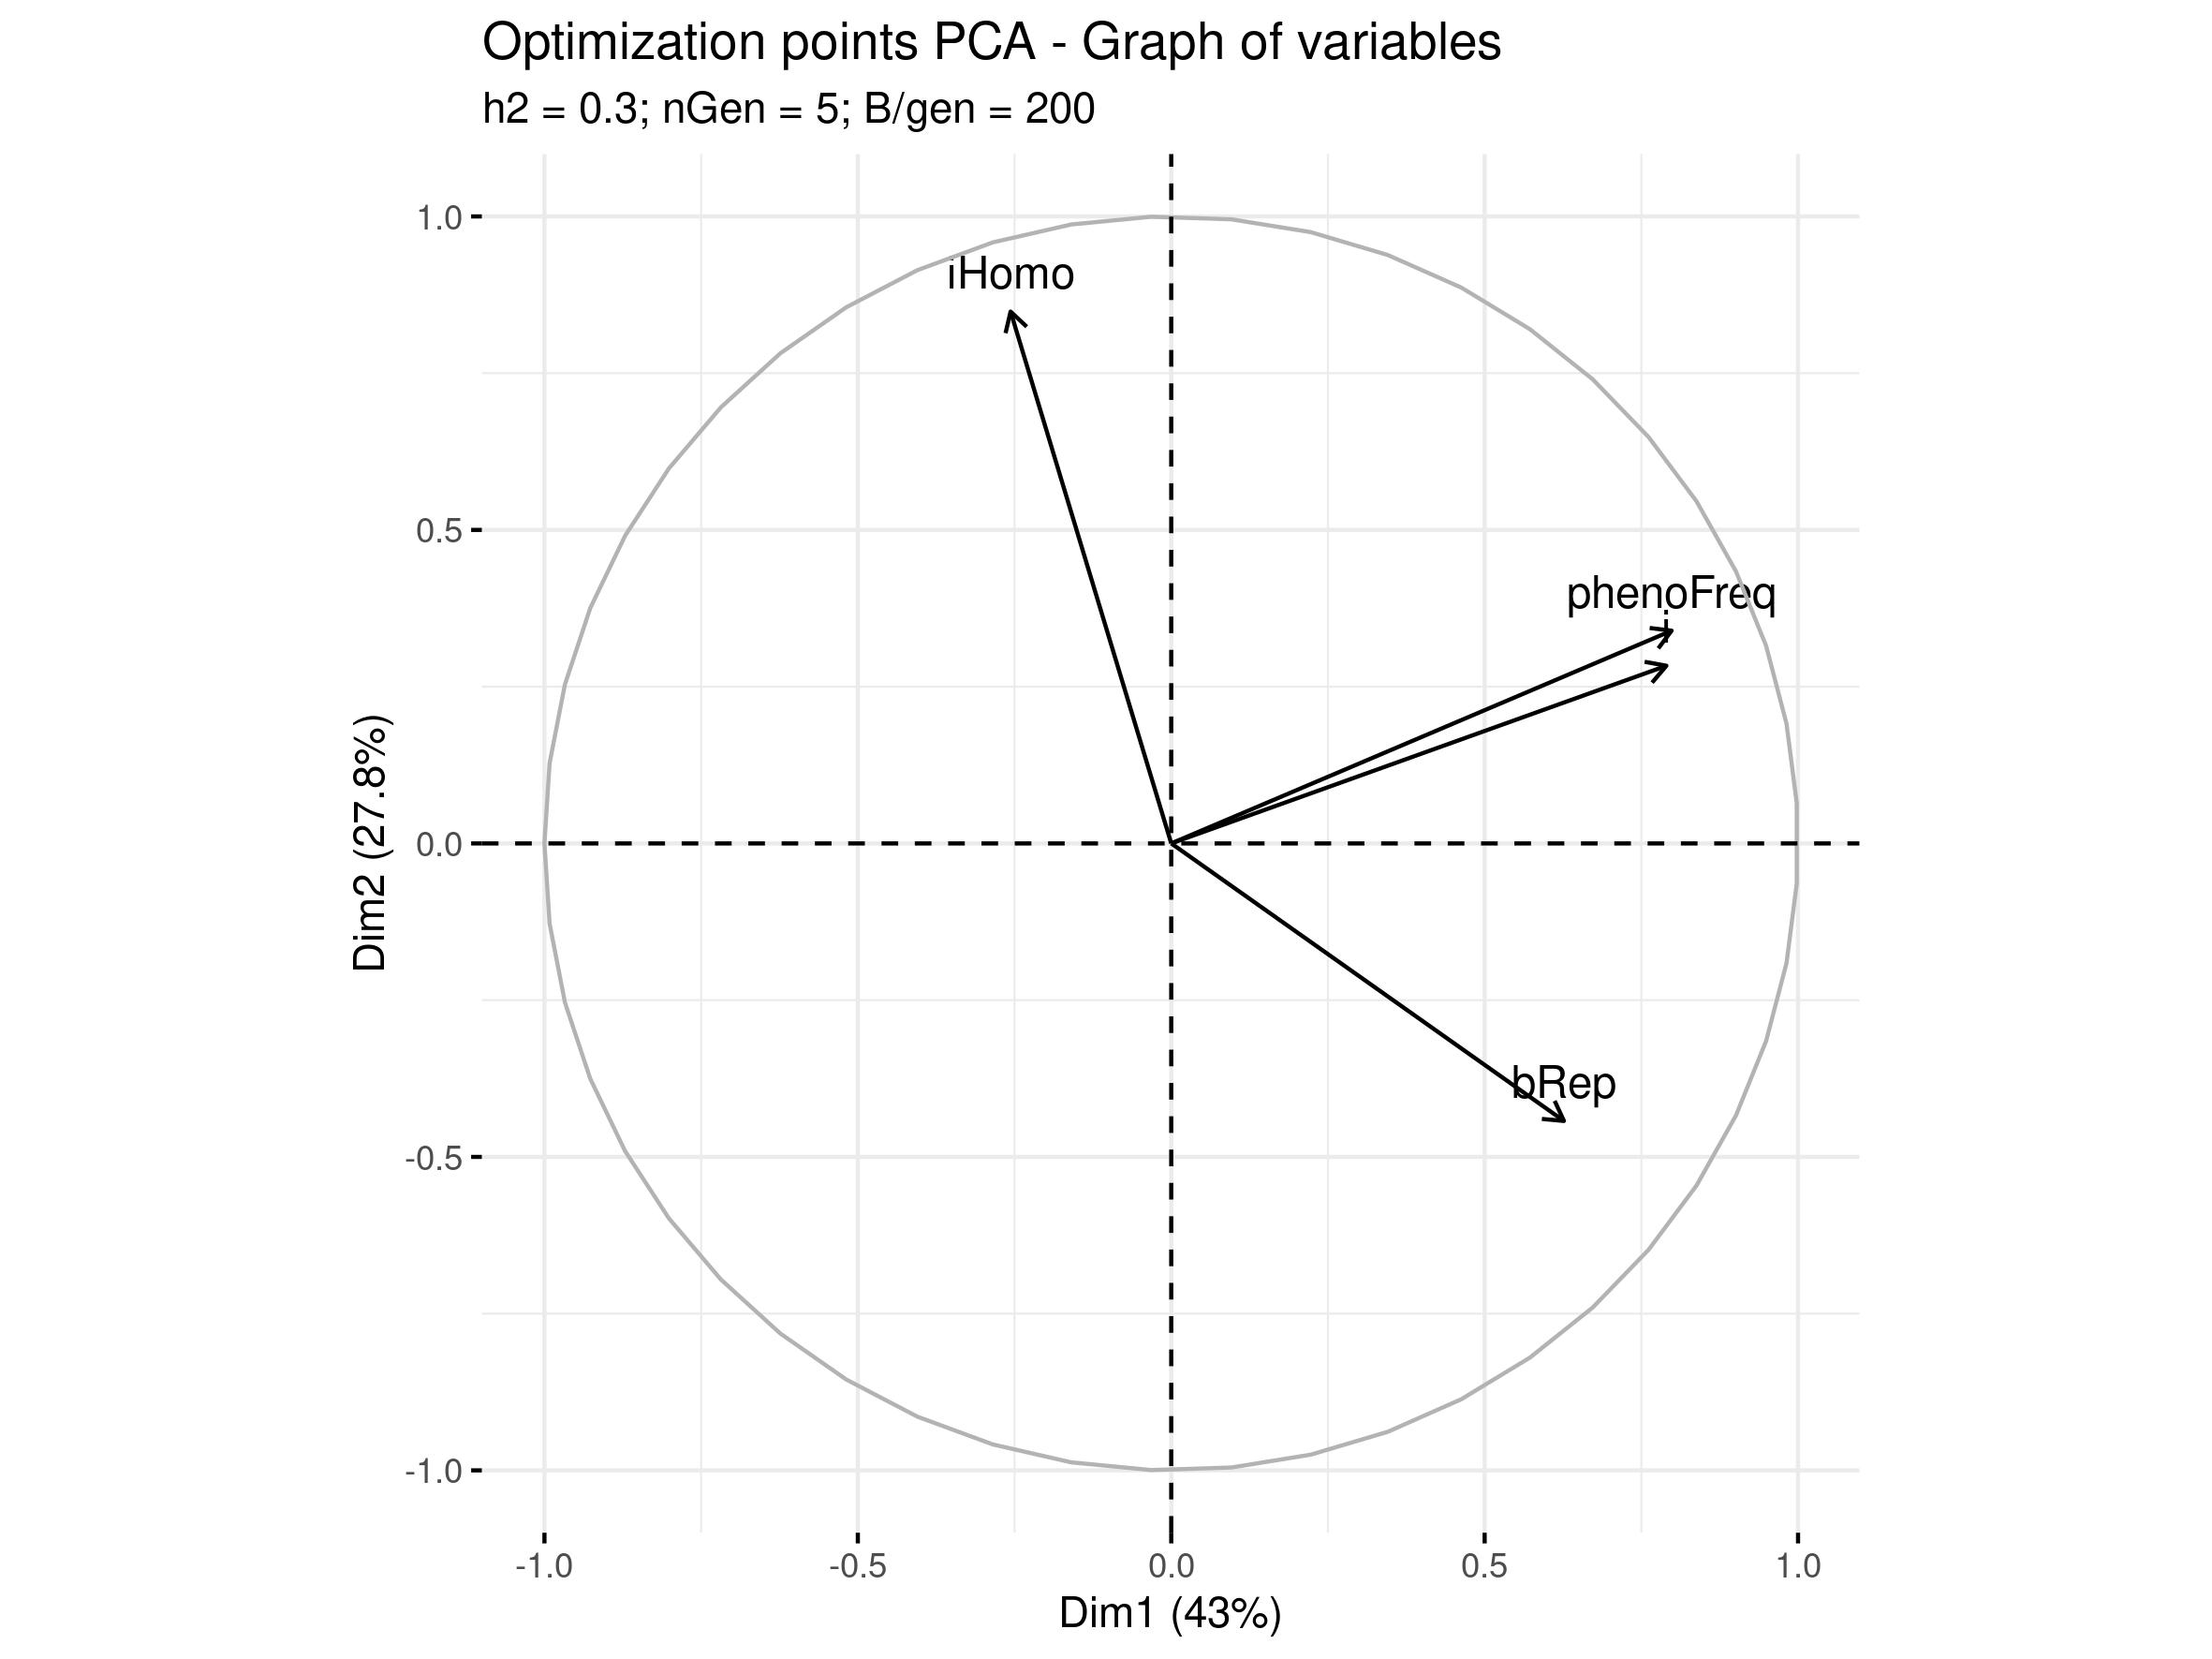 Optimization points PCA - Graph of variables
h2 = 0.3; nGen = 5; B/gen = 200
1.0
iHomo
0.5
phenoFreq
i
Dim2 (27.8%)
0.0
bRep
-0.5
-1.0
-1.0 -0.5 0.0 0.5 1.0
Dim1 (43%)